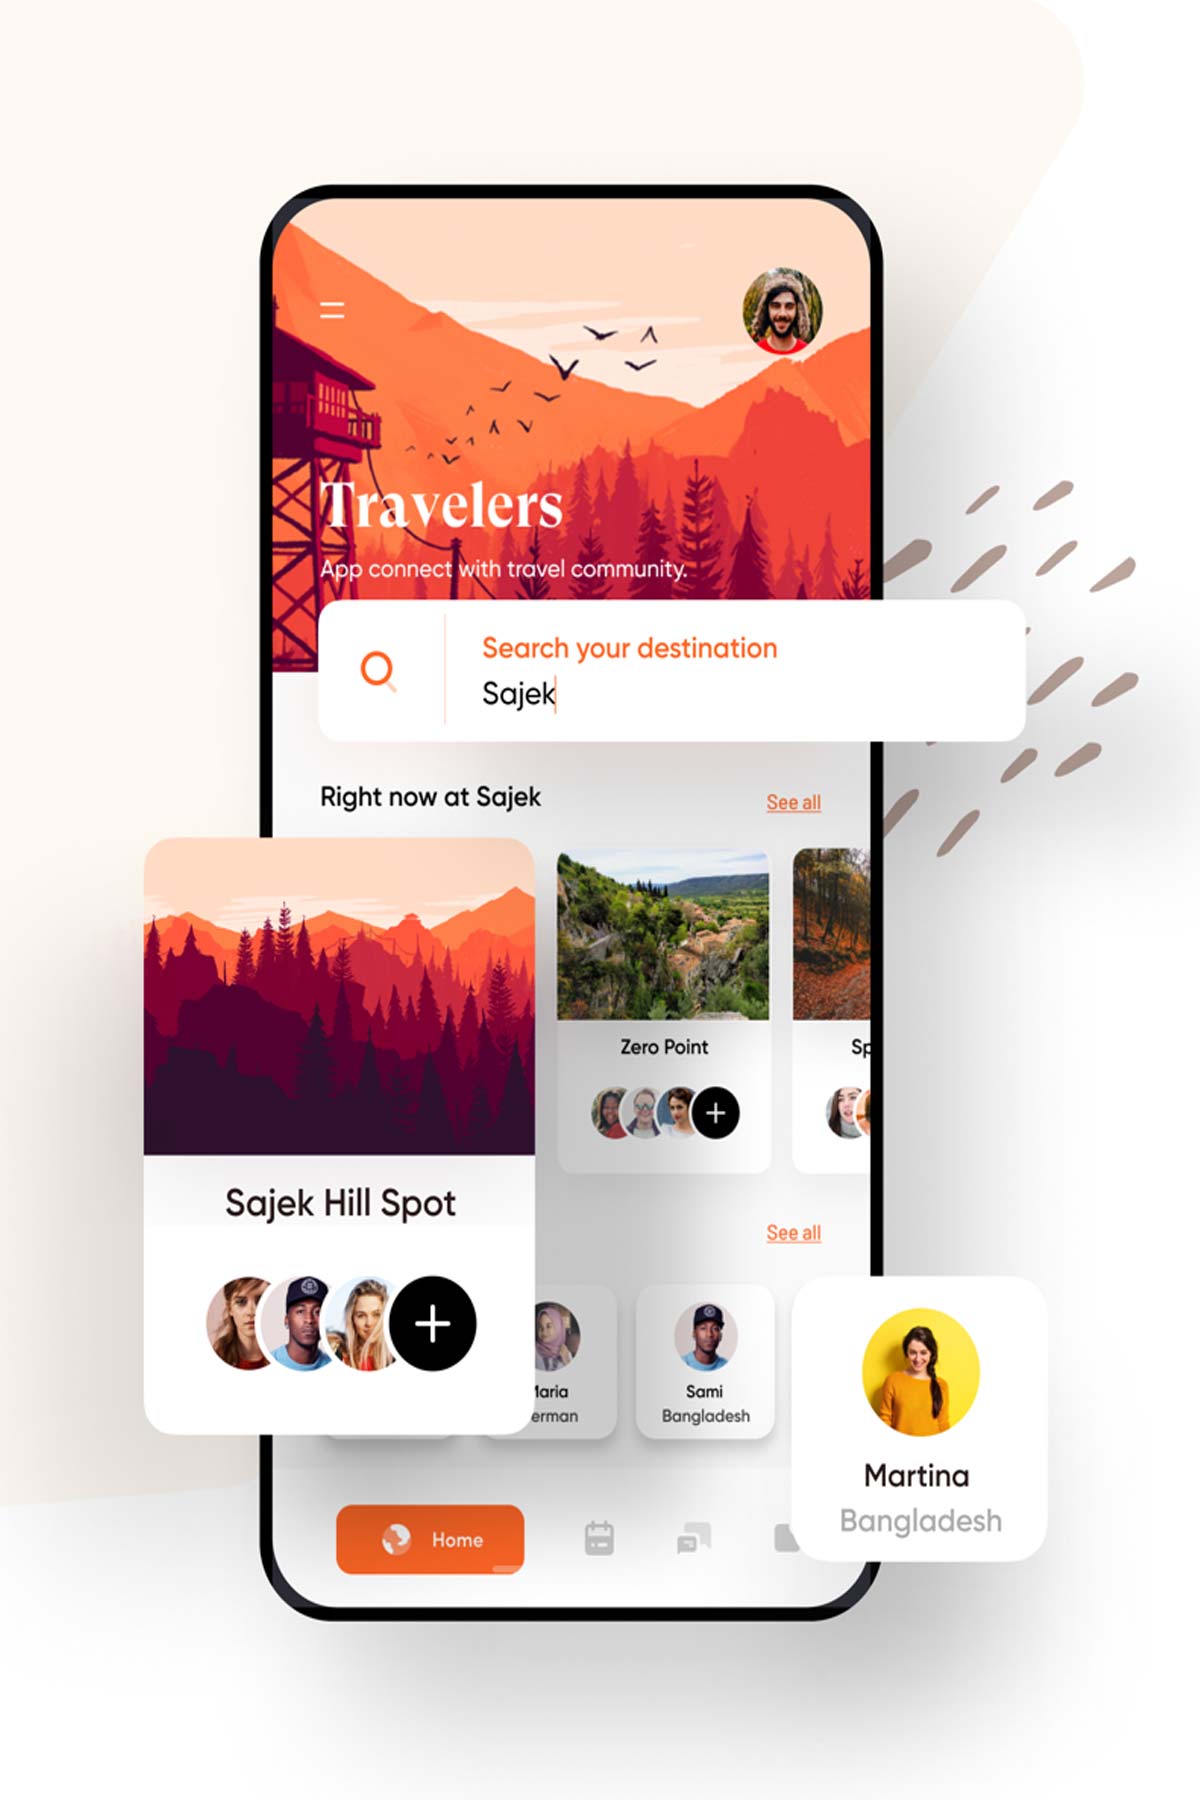 Travelers
App connect with travel community.
Search your destination
Sajek
Right now at Sajek
See all
Sajek Hill Spot
Zero Point
Sp
See all
Maria
erman
Sami
Bangladesh
Martina
Bangladesh
Home